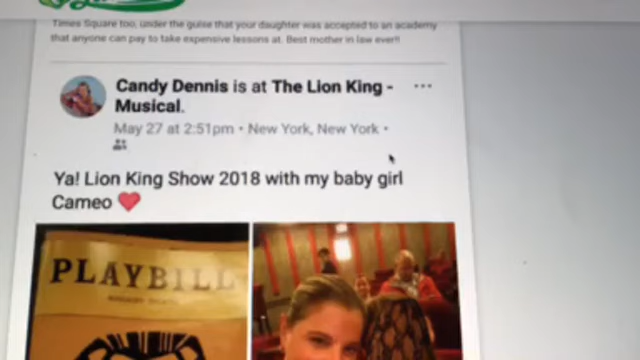 Times Square too, under the guise that your daughter was accepted to an academy
that anyone can pay to take expensive lessons at. Best mother in law ever!!
Candy Dennis is at The Lion King -
Musical.
May 27 at 2:51pm • New York, New York •
Ya! Lion King Show 2018 with my baby girl
Cameo ❤
PLAYBILL